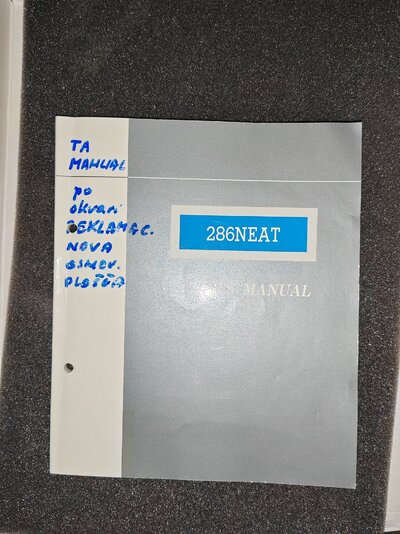 TA
MANUAL
po
okvari
REKLAMAC.
NOVA
OSNOV.
PLOŠČA
286NEAT
USER'S MANUAL